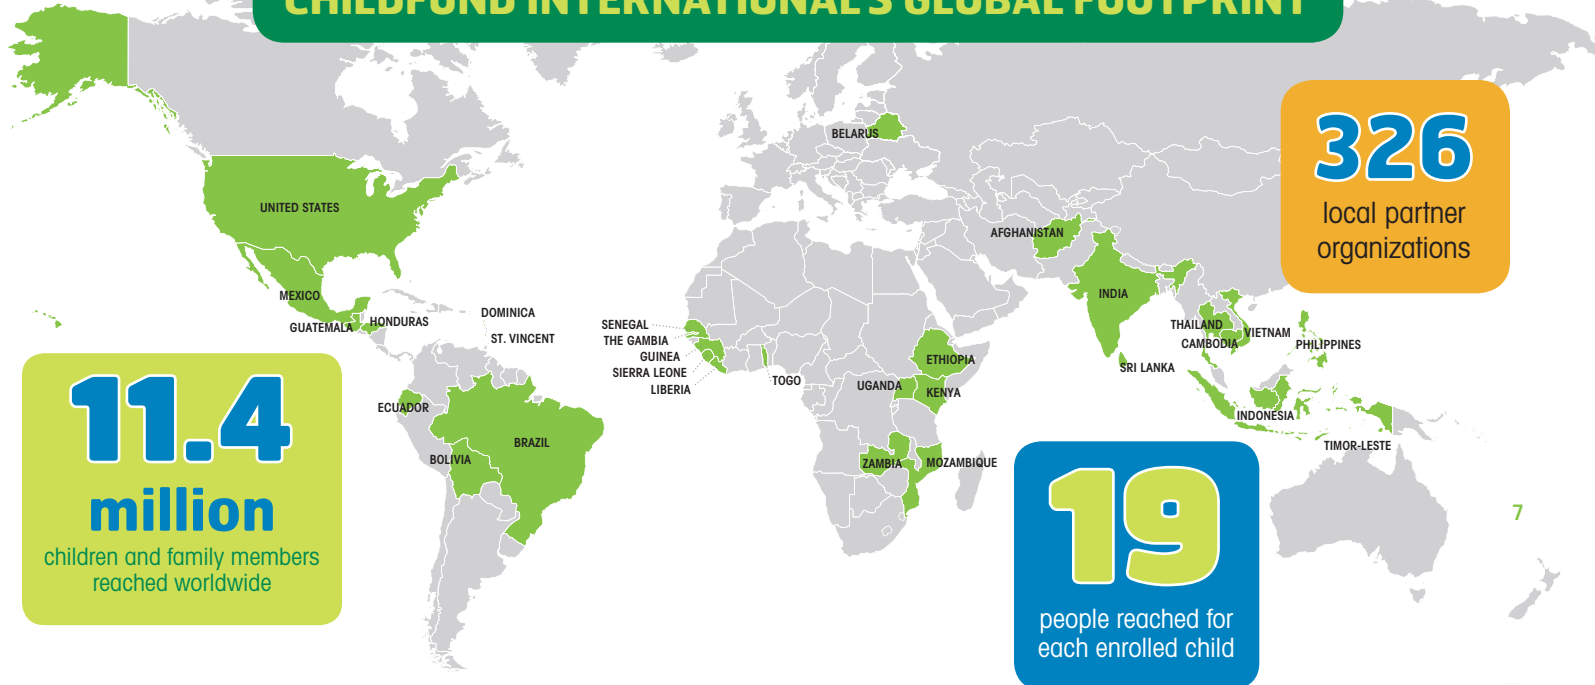 CHILDFUND INTERNATIONAL'S GLOBAL FOOTPRINT
326
local partner
organizations
BELARUS
UNITED STATES
AFGHANISTAN
MEXICO
INDIA
GUATEMALA
HONDURAS
DOMINICA
ST. VINCENT
SENEGAL
THE GAMBIA
GUINEA
SIERRA LEONE
LIBERIA
TOGO
ETHIOPIA
UGANDA
KENYA
THAILAND
CAMBODIA
VIETNAM
PHILIPPINES
SRI LANKA
INDONESIA
TIMOR-LESTE
ECUADOR
BRAZIL
BOLIVIA
ZAMBIA
MOZAMBIQUE
11.4
million
children and family members
reached worldwide
19
people reached for
each enrolled child
7